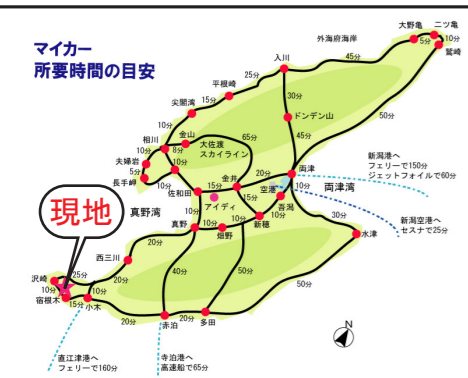 マイカー
所要時間の目安
外海府海岸
大野亀
二ツ亀
5分
10分
鷲崎
入川
45分
25分
平根崎
15分
尖閣湾
10分
30分
ドンデン山
45分
50分
相川
金山
8分
大佐渡
スカイライン
65分
10分
夫婦岩
5分
長手岬
10分
佐和田
15分
金井
20分
両津
両津湾
空港
10分
吾潟
10分
アイディ
新潟港へ
フェリーで150分
ジェットフォイルで60分
新潟空港へ
セスナで25分
現地
真野湾
10分
15分
真野
10分
畑野
10分
新穂
30分
水津
20分
西三川
20分
40分
50分
50分
沢崎
25分
10分
宿根木
15分
10分
小木
20分
赤泊
20分
多田
直江津港へ
フェリーで160分
寺泊港へ
高速船で65分
N